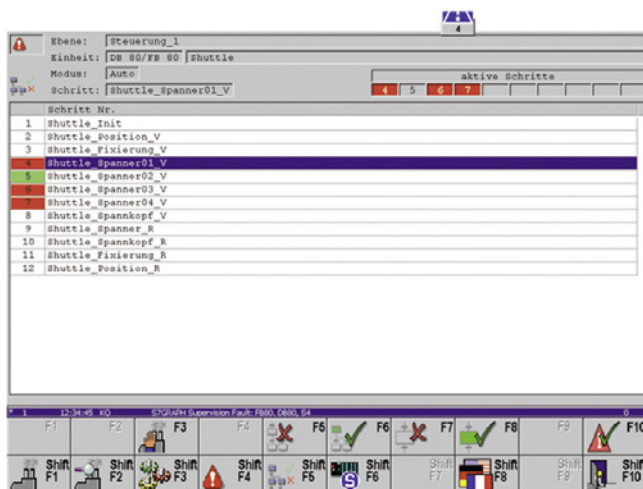 4
Ebene: Steuerung_1
Einheit: DB 80/FB 80 Shuttle
Modus: Auto
aktive Schritte
Schritt: Shuttle_Spanner01_V 4 5 6 7
Schritt Nr.
1 Shuttle_Init
2 Shuttle_Position_V
3 Shuttle_Fixierung_V
4 Shuttle_Spanner01_V
5 Shuttle_Spanner02_V
6 Shuttle_Spanner03_V
7 Shuttle_Spanner04_V
8 Shuttle_Spannkopf_V
9 Shuttle_Spanner_R
10 Shuttle_Spannkopf_R
11 Shuttle_Fixierung_R
12 Shuttle_Position_R
* 1 12:34:45 KQ S7GRAPH Supervision Fault: FB80, DB80, S4 0
F1 F2 F3 F4 F5 F6 F7 F8 F9 F10
Shift Shift Shift Shift Shift Shift Shift Shift Shift Shift
F1 F2 F3 F4 F5 F6 F7 F8 F9 F10